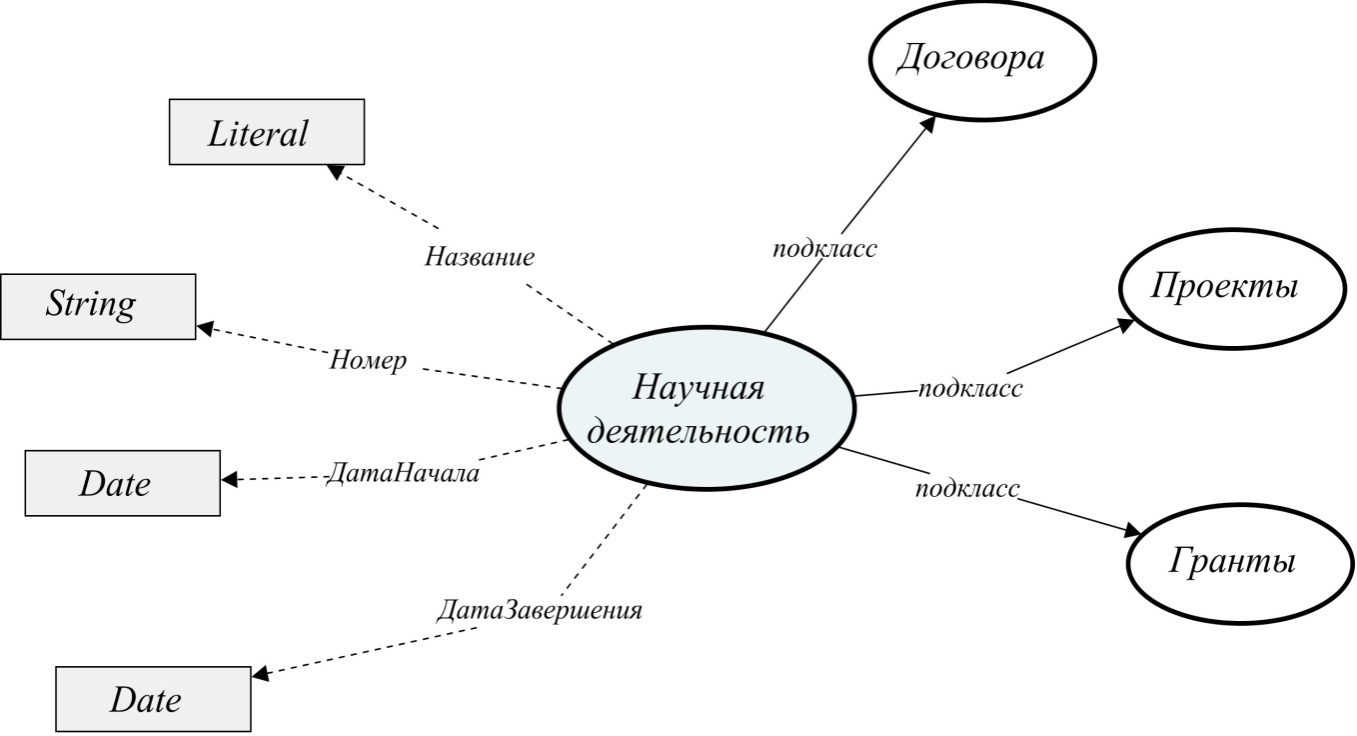 Договора
Literal
подкласс
Название
Проекты
String
Номер
Научная
деятельность
подкласс
ДатаНачала
Date
подкласс
Гранты
ДатаЗавершения
Date